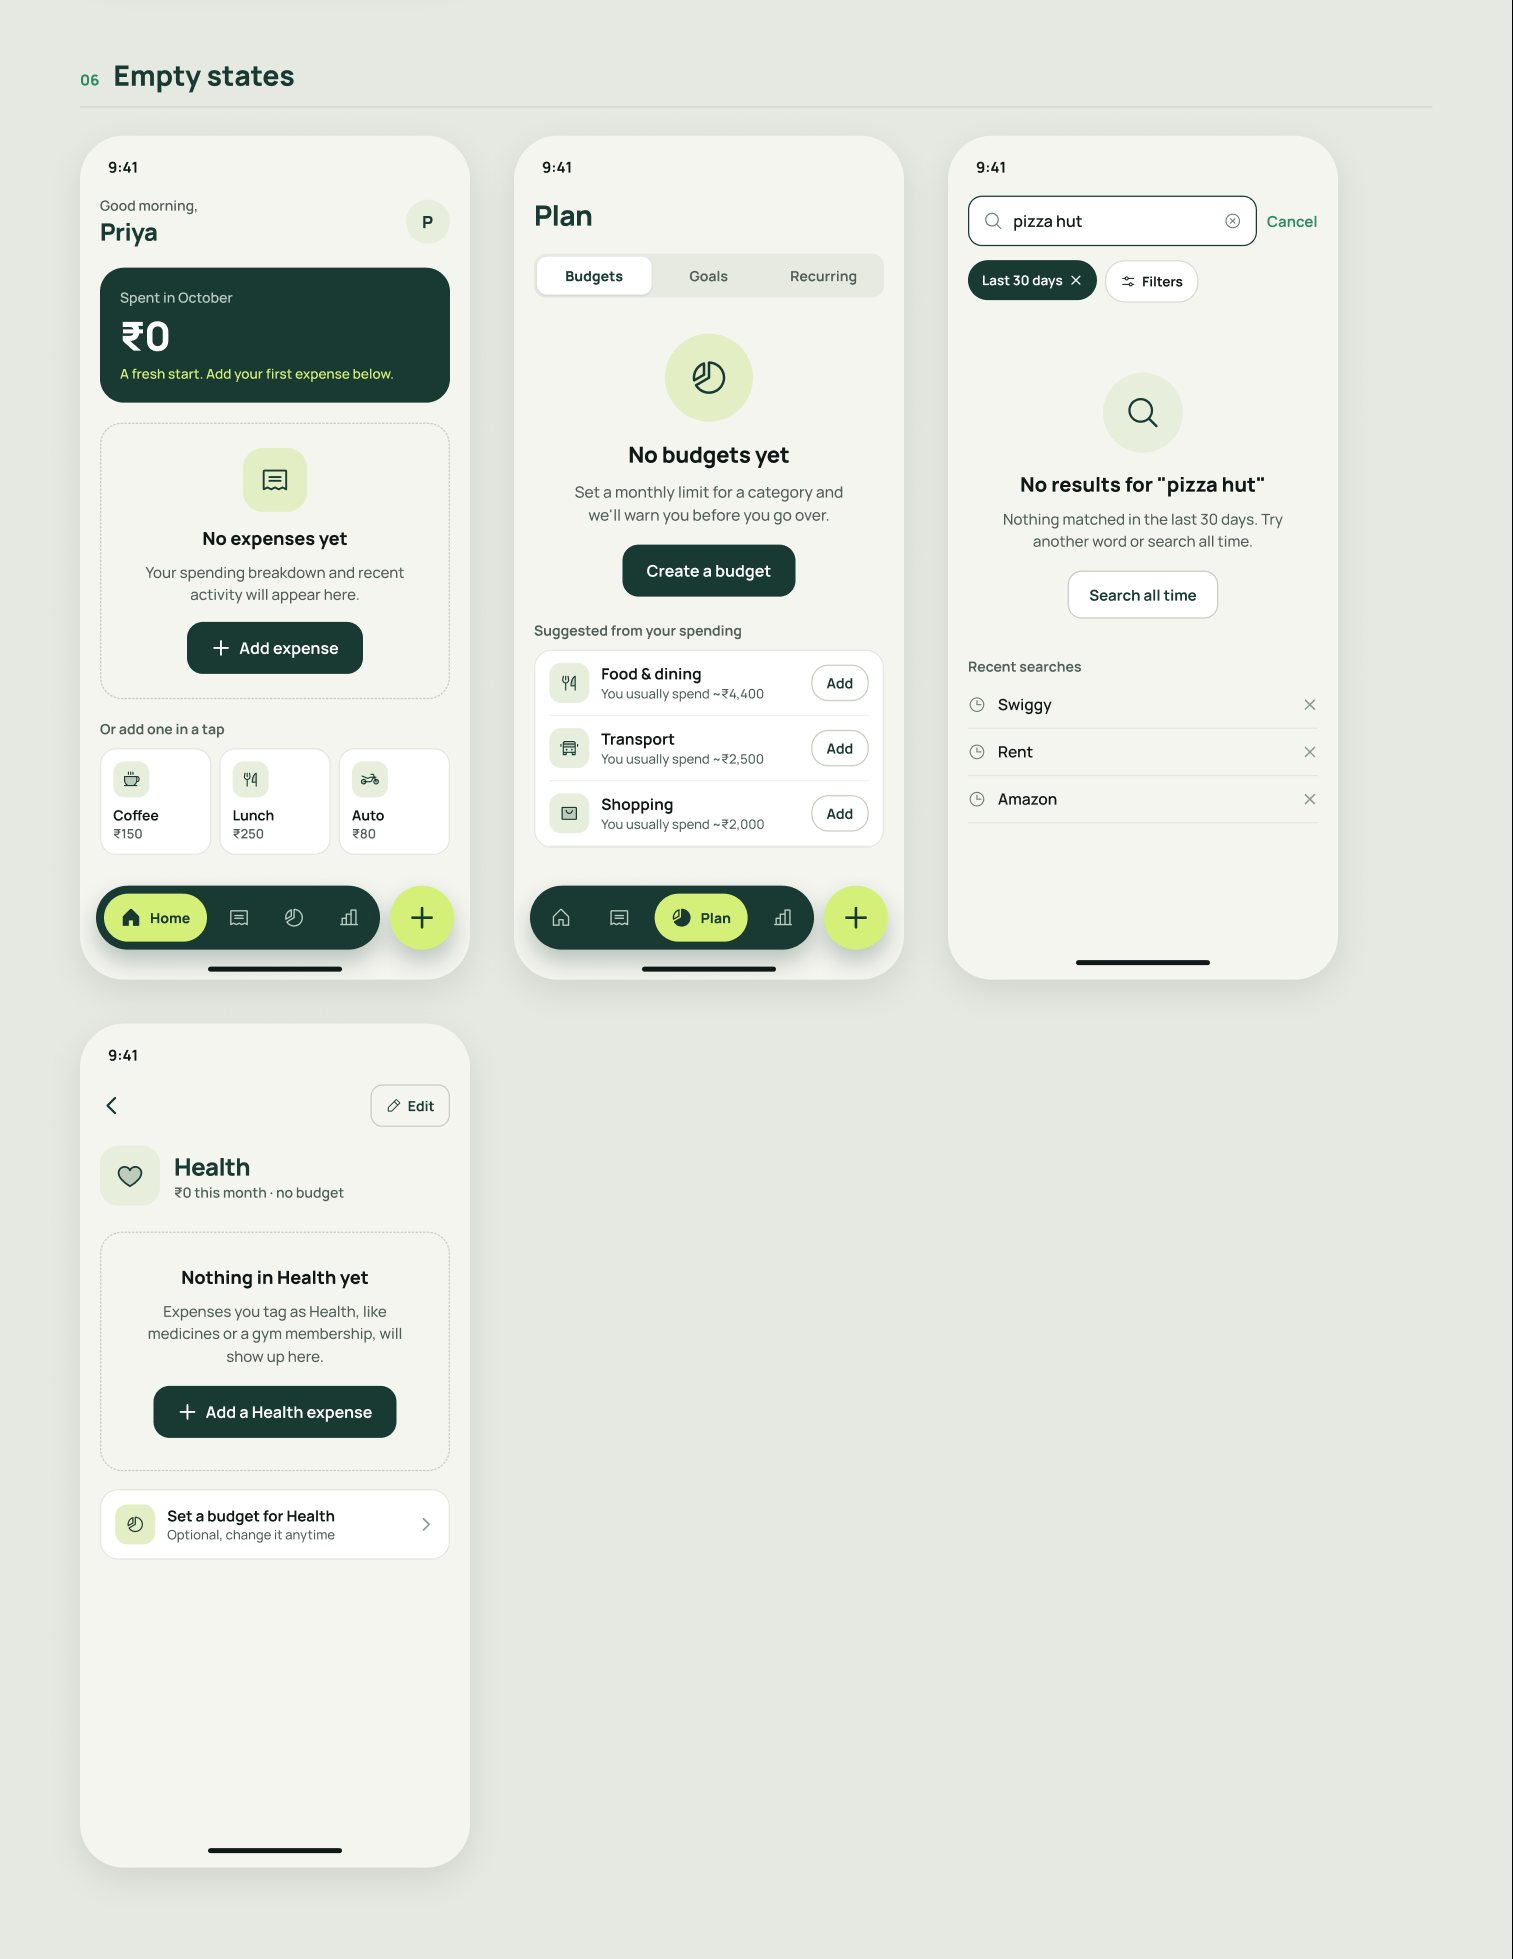 06 Empty states
9:41
Good morning,
Priya
P
Spent in October
₹0
A fresh start. Add your first expense below.
No expenses yet
Your spending breakdown and recent
activity will appear here.
Add expense
Or add one in a tap
Coffee
₹150
Lunch
₹250
Auto
₹80
Home
9:41
Plan
Budgets
Goals
Recurring
No budgets yet
Set a monthly limit for a category and
we'll warn you before you go over.
Create a budget
Suggested from your spending
Food & dining
You usually spend ~₹4,400
Add
Transport
You usually spend ~₹2,500
Add
Shopping
You usually spend ~₹2,000
Add
Plan
9:41
pizza hut
Cancel
Last 30 days
Filters
No results for "pizza hut"
Nothing matched in the last 30 days. Try
another word or search all time.
Search all time
Recent searches
Swiggy
Rent
Amazon
9:41
Edit
Health
₹0 this month · no budget
Nothing in Health yet
Expenses you tag as Health, like
medicines or a gym membership, will
show up here.
Add a Health expense
Set a budget for Health
Optional, change it anytime